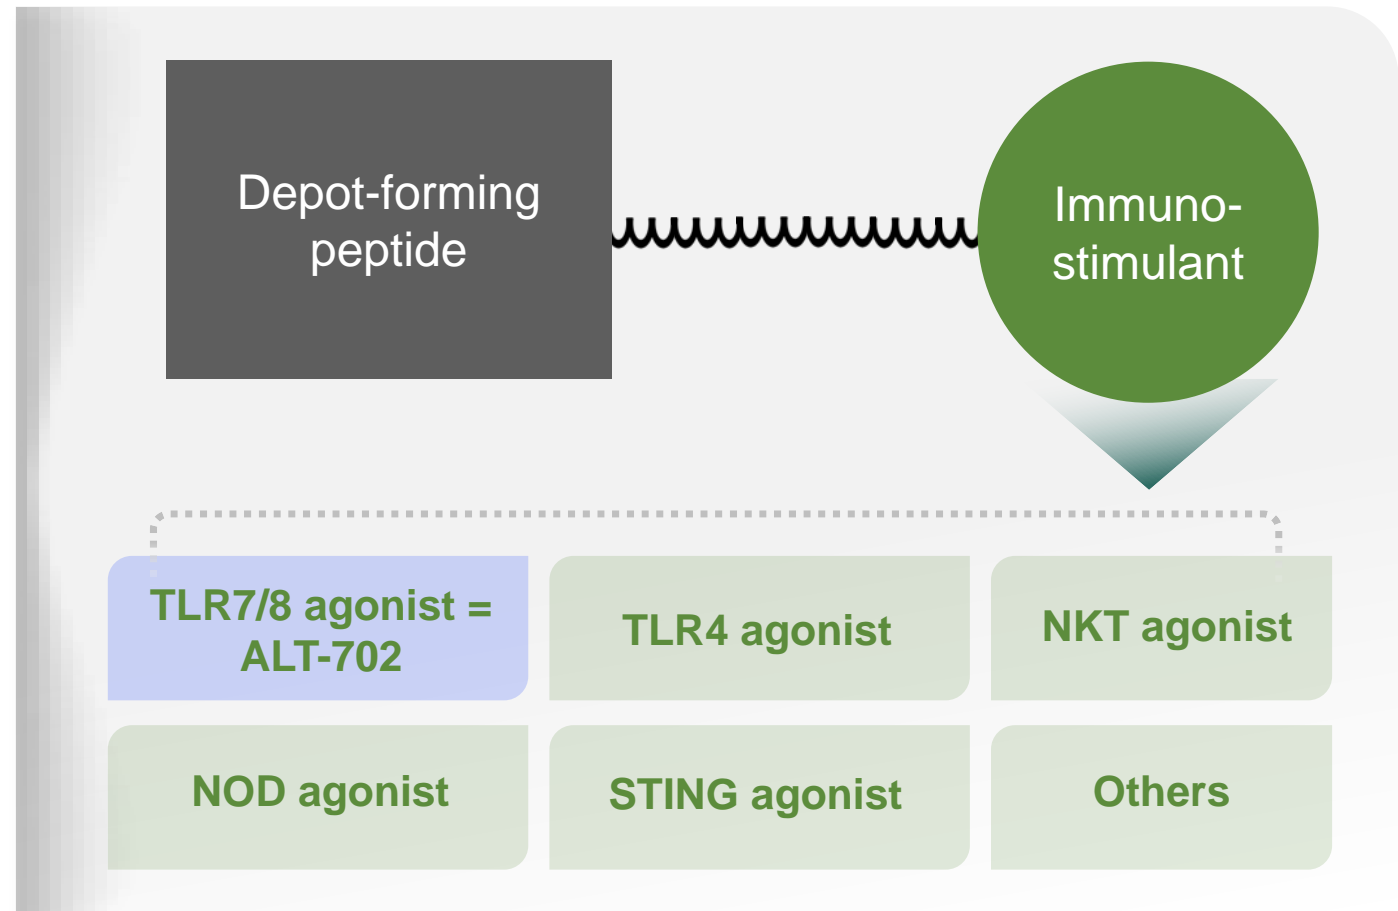 Depot-forming
peptide
Immuno-
stimulant
TLR7/8 agonist =
ALT-702
TLR4 agonist
NKT agonist
NOD agonist
STING agonist
Others